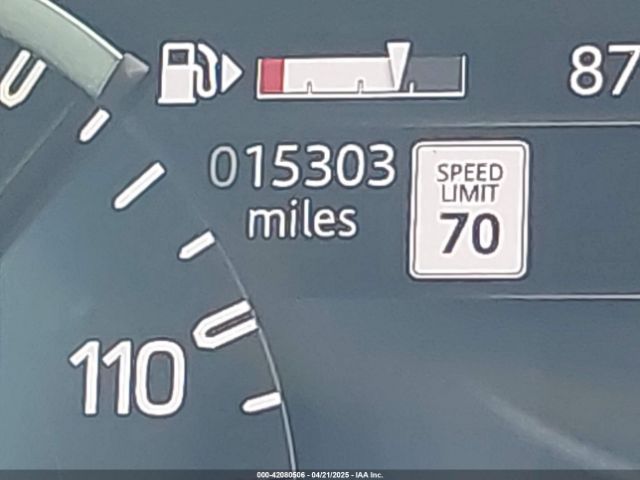 87
015303
miles
SPEED
LIMIT
70
110
000-42080506 - 04/21/2025 - IAA Inc.